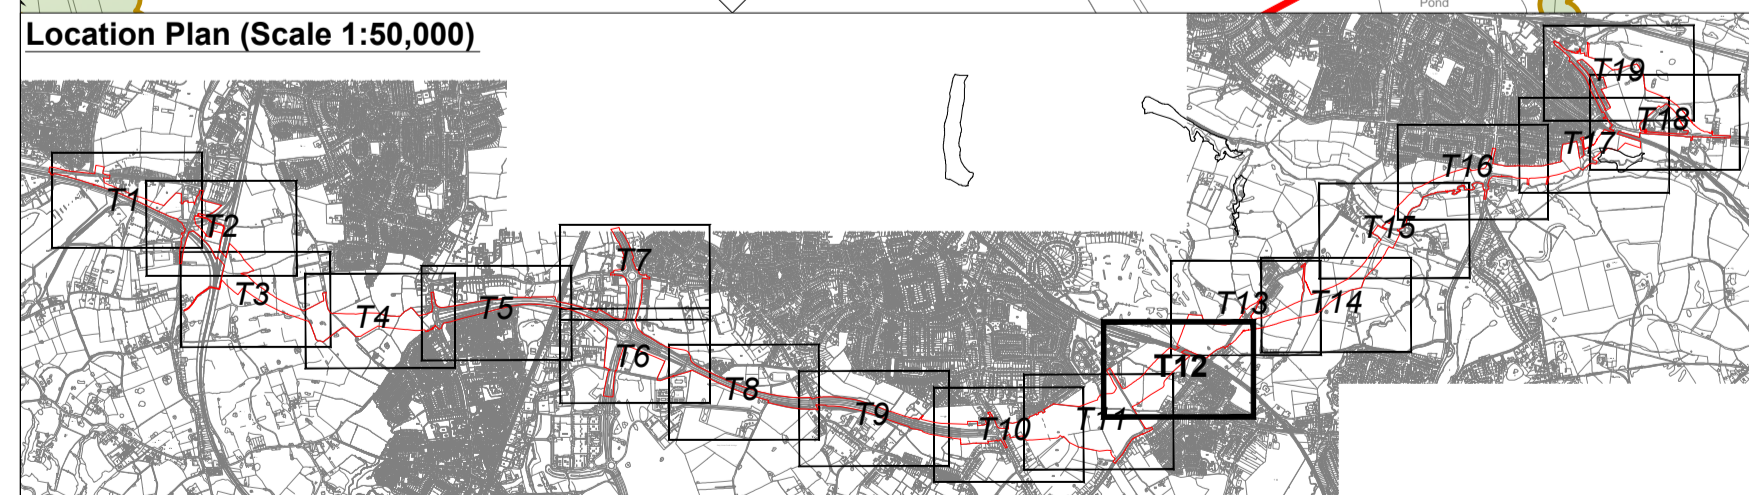 Pond
Location Plan (Scale 1:50,000)
T1
T2
T3
T4
T5
T6
T7
T8
T9
T10
T11
T12
T13
T14
T15
T16
T17
T18
T19